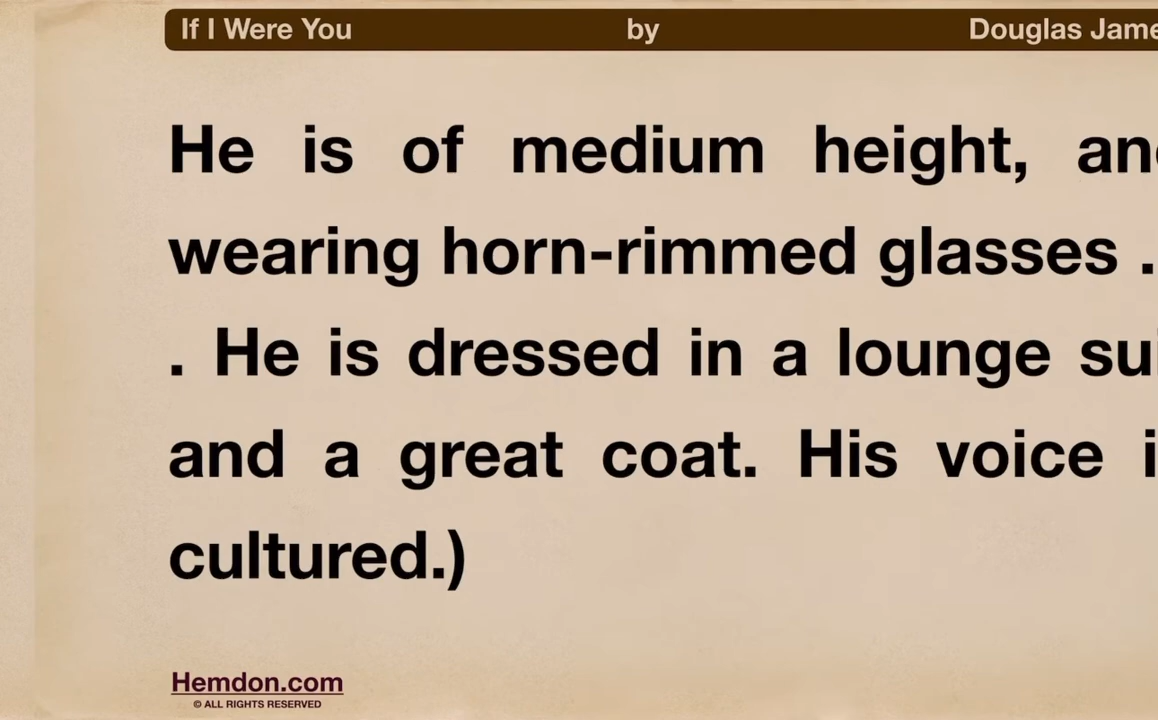 If I Were You by Douglas
He is of medium height,
wearing horn-rimmed glasses .
. He is dressed in a lounge
and a great coat. His voice
cultured.)
Hemdon.com
© ALL RIGHTS RESERVED